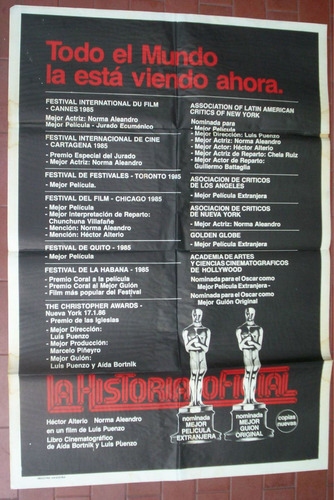 Todo el Mundo
la está viendo ahora.
FESTIVAL INTERNATIONAL DU FILM
- CANNES 1985
Mejor Actriz: Norma Aleandro
Mejor Película - Jurado Ecuménico
FESTIVAL INTERNACIONAL DE CINE
- CARTAGENA 1985
- Premio Especial del Jurado
- Mejor Actriz: Norma Aleandro
FESTIVAL DE FESTIVALES - TORONTO 1985
- Mejor Película.
FESTIVAL DEL FILM - CHICAGO 1985
- Mejor Película
- Mejor Interpretación de Reparto:
Chunchuna Villafañe
- Mención: Norma Aleandro
- Mención: Héctor Alterio
FESTIVAL DE QUITO - 1985
- Mejor Película
FESTIVAL DE LA HABANA - 1985
- Premio Coral a la película
- Premio Coral al Mejor Guión
- Film más popular del Festival
THE CHRISTOPHER AWARDS -
Nueva York 17.1.86
- Premio de las Iglesias
- Mejor Dirección:
Luis Puenzo
- Mejor Producción:
Marcelo Piñeyro
- Mejor Guión:
Luis Puenzo y Aída Bortnik
ASSOCIATION OF LATIN AMERICAN
CRITICS OF NEW YORK
Nominada para
- Mejor Película
- Mejor Dirección: Luis Puenzo
- Mejor Actriz: Norma Aleandro
- Mejor Actor: Héctor Alterio
- Mejor Actriz de Reparto: Chela Ruiz
- Mejor Actor de Reparto:
Guillermo Battaglia
ASOCIACION DE CRITICOS
DE LOS ANGELES
- Mejor Película Extranjera
ASOCIACION DE CRITICOS
DE NUEVA YORK
- Mejor Actriz: Norma Aleandro
GOLDEN GLOBE
- Mejor Película Extranjera
ACADEMIA DE ARTES
Y CIENCIAS CINEMATOGRAFICOS
DE HOLLYWOOD
Nominada para el Oscar como
Mejor Película Extranjera -
Nominada para el Oscar como
Mejor Guión Original
LA HISTORIA OFICIAL
Héctor Alterio Norma Aleandro
en un film de Luis Puenzo
Libro Cinematográfico
de Aída Bortnik y Luis Puenzo
nominada
MEJOR
PELICULA
EXTRANJERA
nominada
MEJOR
GUION
ORIGINAL
copias
nuevas